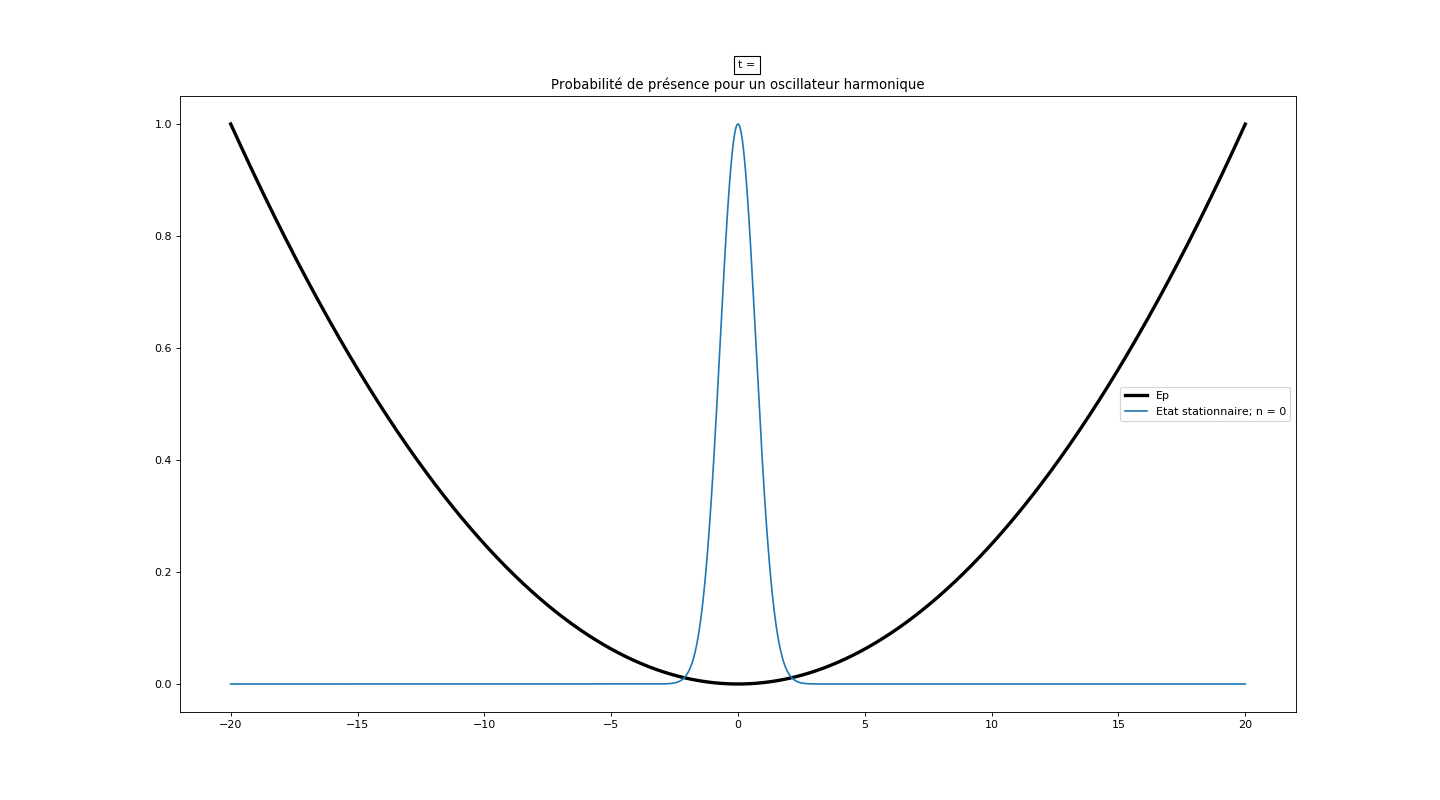 t =
Probabilité de présence pour un oscillateur harmonique
1.0
0.8
0.6
0.4
0.2
0.0
Ep
Etat stationnaire; n = 0
−20 −15 −10 −5 0 5 10 15 20